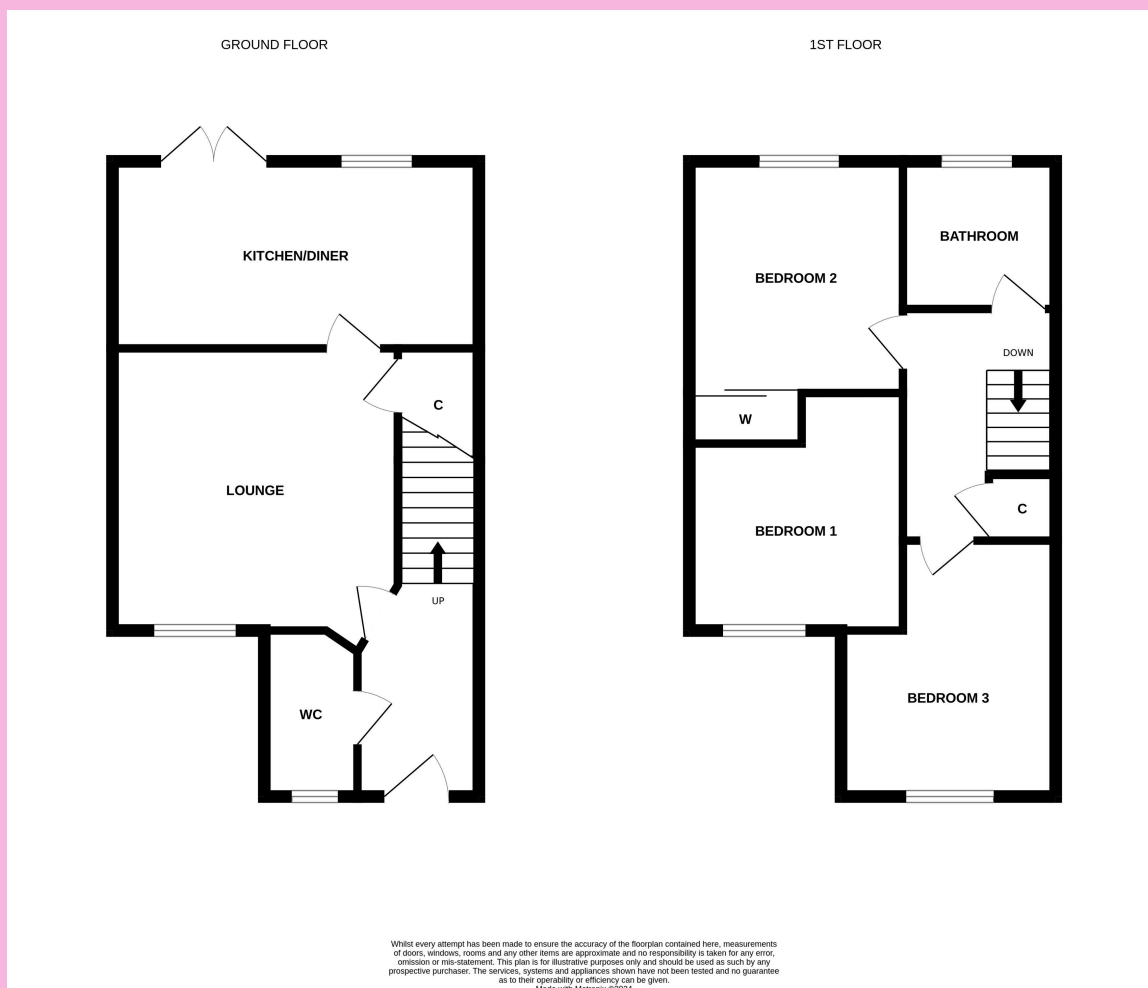 GROUND FLOOR
1ST FLOOR
KITCHEN/DINER
C
LOUNGE
UP
WC
BEDROOM 2
BATHROOM
DOWN
W
BEDROOM 1
C
BEDROOM 3
Whilst every attempt has been made to ensure the accuracy of the floorplan contained here, measurements
of doors, windows, rooms and any other items are approximate and no responsibility is taken for any error,
omission or mis-statement. This plan is for illustrative purposes only and should be used as such by any
prospective purchaser. The services, systems and appliances shown have not been tested and no guarantee
as to their operability or efficiency can be given.
Made with Metropix ©2024